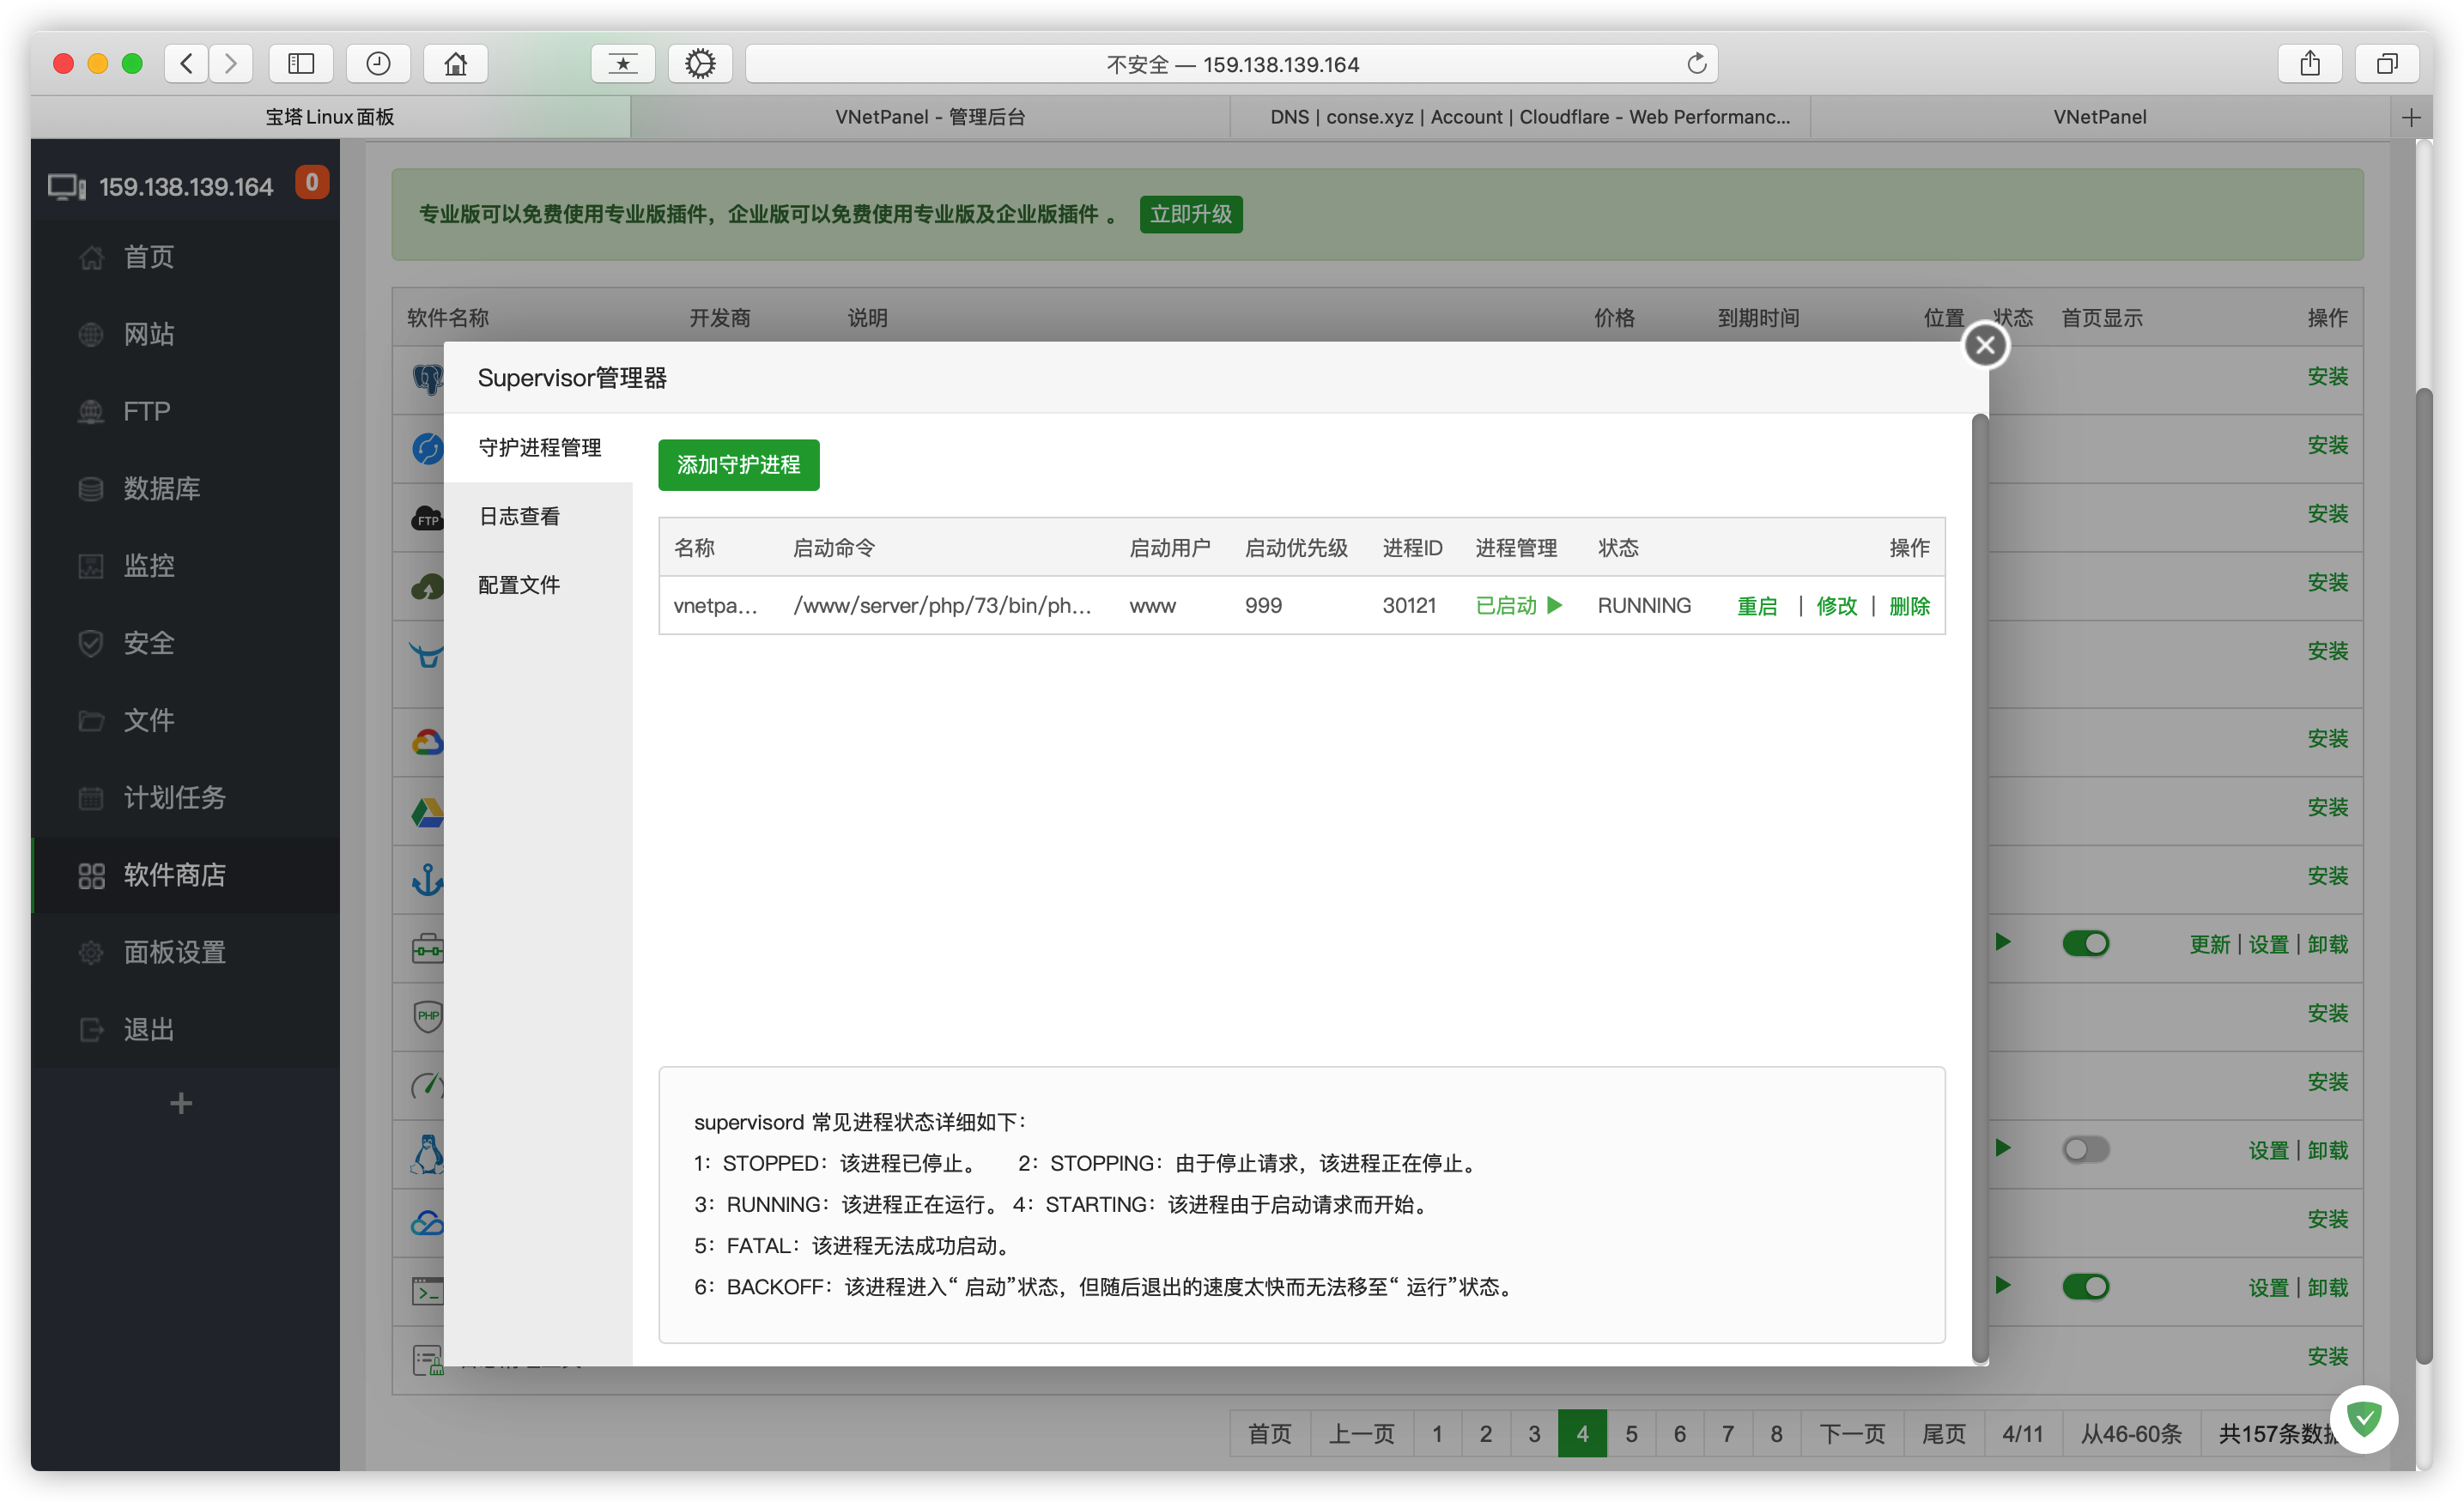 不安全 — 159.138.139.164
宝塔Linux面板
VNetPanel - 管理后台
DNS | conse.xyz | Account | Cloudflare - Web Performanc...
VNetPanel
159.138.139.164
0
首页
网站
FTP
数据库
监控
安全
文件
计划任务
软件商店
面板设置
退出
专业版可以免费使用专业版插件，企业版可以免费使用专业版及企业版插件 。 立即升级
软件名称 开发商 说明 价格 到期时间 位置 状态 首页显示 操作
安装
安装
FTP 安装
安装
安装
安装
安装
安装
更新 | 设置 | 卸载
PHP 安装
安装
设置 | 卸载
安装
设置 | 卸载
安装
Supervisor管理器
守护进程管理
日志查看
配置文件
添加守护进程
名称 启动命令 启动用户 启动优先级 进程ID 进程管理 状态 操作
vnetpa... /www/server/php/73/bin/ph... www 999 30121 已启动 RUNNING 重启 | 修改 | 删除
supervisord 常见进程状态详细如下：
1：STOPPED：该进程已停止。 2：STOPPING：由于停止请求，该进程正在停止。
3：RUNNING：该进程正在运行。 4：STARTING：该进程由于启动请求而开始。
5：FATAL：该进程无法成功启动。
6：BACKOFF：该进程进入“ 启动”状态，但随后退出的速度太快而无法移至“ 运行”状态。
首页 上一页 1 2 3 4 5 6 7 8 下一页 尾页 4/11 从46-60条 共157条数据